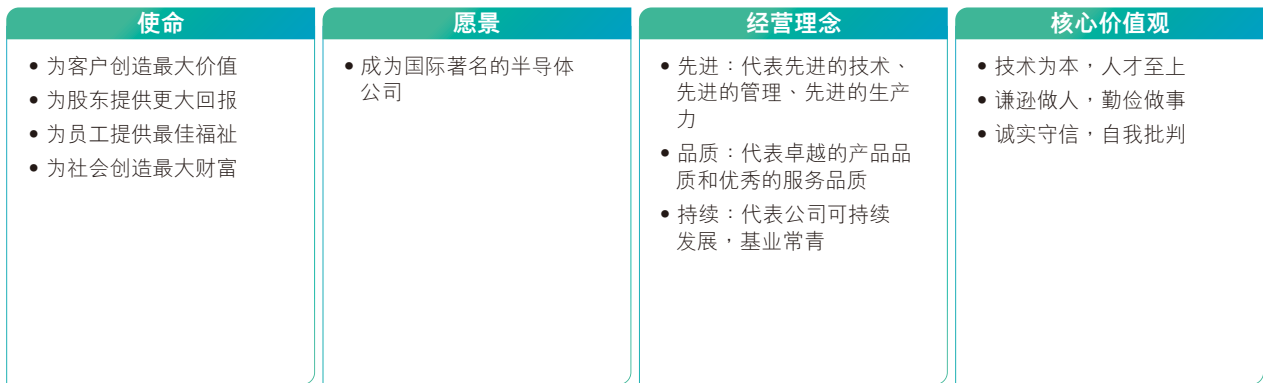 使命
• 为客户创造最大价值
• 为股东提供更大回报
• 为员工提供最佳福祉
• 为社会创造最大财富
愿景
• 成为国际著名的半导体
公司
经营理念
• 先进：代表先进的技术、
先进的管理、先进的生产
力
• 品质：代表卓越的产品品
质和优秀的服务品质
• 持续：代表公司可持续
发展，基业常青
核心价值观
• 技术为本，人才至上
• 谦逊做人，勤俭做事
• 诚实守信，自我批判